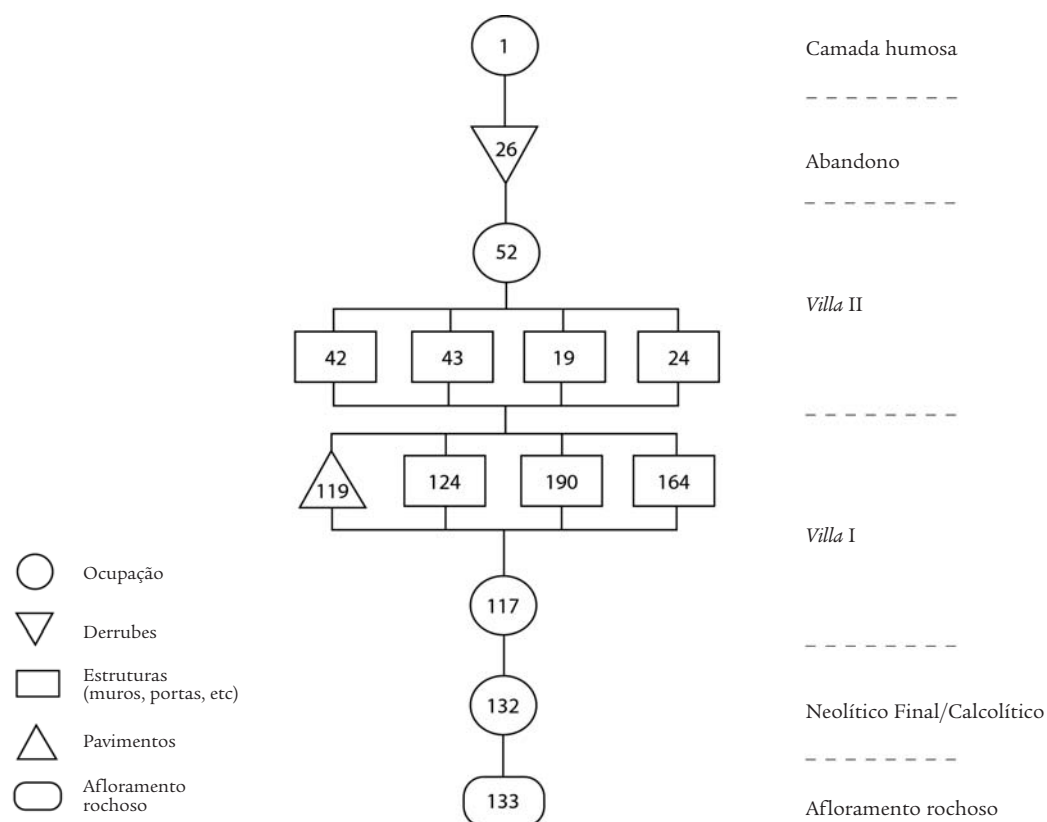 1
Camada humosa
26
Abandono
52
Villa II
42 43 19 24
119 124 190 164
Villa I
117
132
Neolítico Final/Calcolítico
133
Afloramento rochoso
Ocupação
Derrubes
Estruturas
(muros, portas, etc)
Pavimentos
Afloramento
rochoso